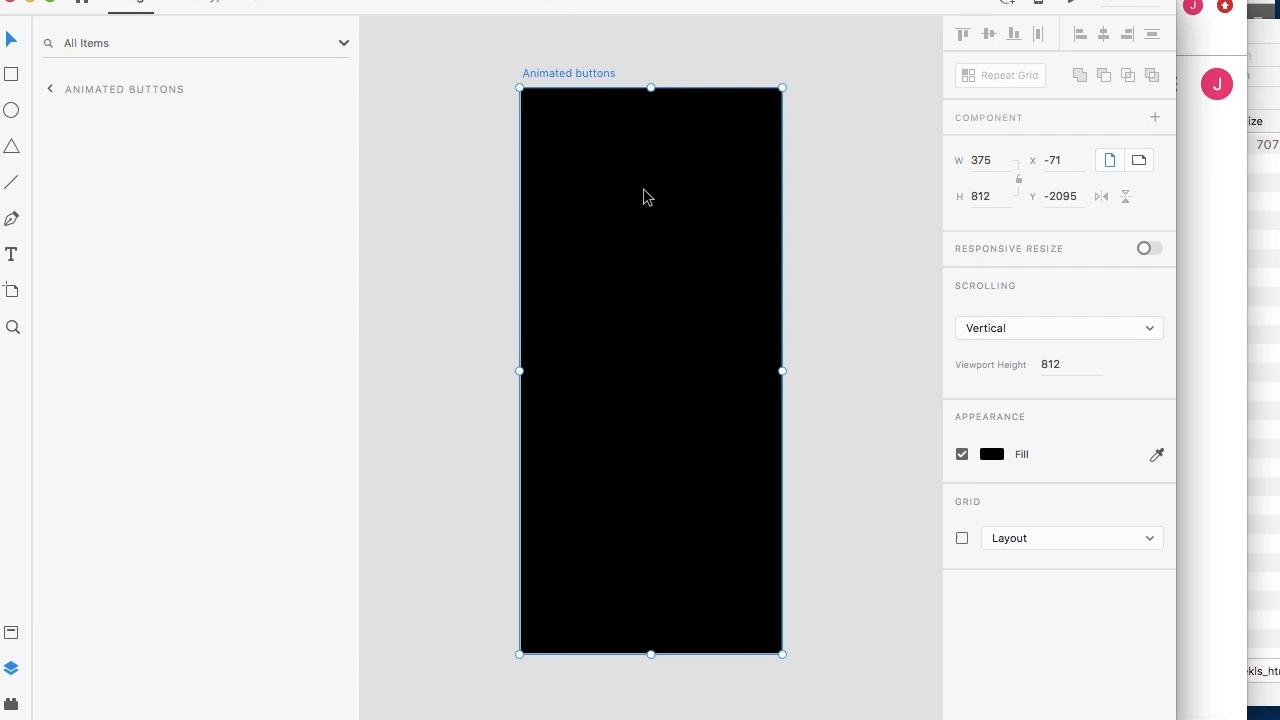 J
All Items
ANIMATED BUTTONS
Animated buttons
Repeat Grid
COMPONENT
W 375 X -71
H 812 Y -2095
RESPONSIVE RESIZE
SCROLLING
Vertical
Viewport Height 812
APPEARANCE
Fill
GRID
Layout
J
ize
707
T